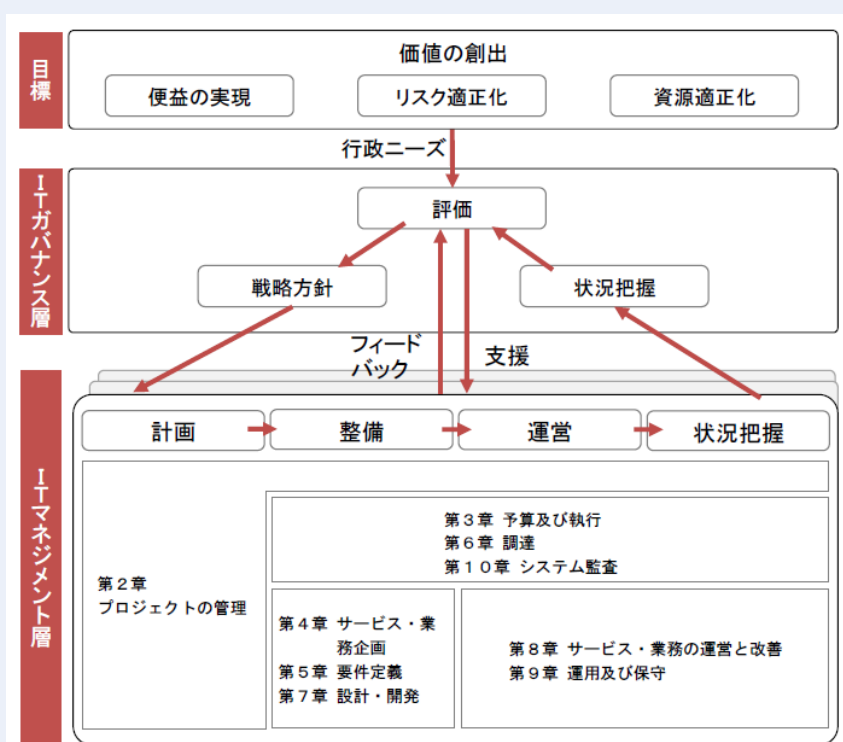 目標
価値の創出
便益の実現
リスク適正化
資源適正化
行政ニーズ
ITガバナンス層
評価
戦略方針
状況把握
フィード
バック
支援
ITマネジメント層
計画
整備
運営
状況把握
第2章
プロジェクトの管理
第3章 予算及び執行
第6章 調達
第10章 システム監査
第4章 サービス・業
務企画
第5章 要件定義
第7章 設計・開発
第8章 サービス・業務の運営と改善
第9章 運用及び保守